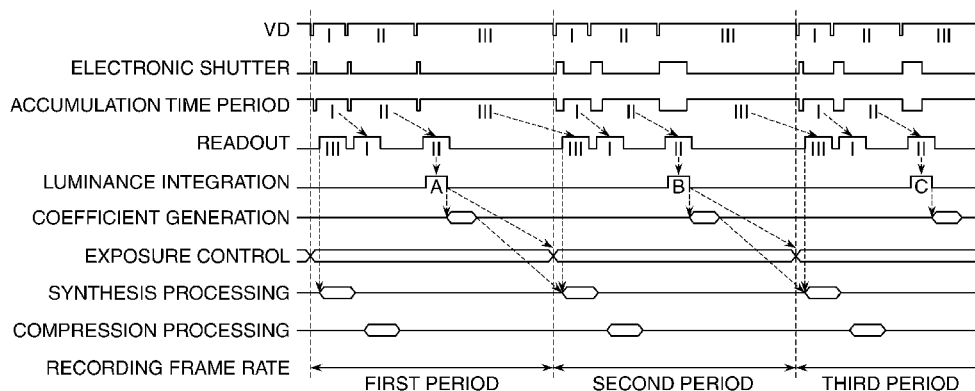 VD I II III I II III I II III
ELECTRONIC SHUTTER
ACCUMULATION TIME PERIOD
I II III I II III I II
READOUT III I II III I II III I II
LUMINANCE INTEGRATION A B C
COEFFICIENT GENERATION
EXPOSURE CONTROL
SYNTHESIS PROCESSING
COMPRESSION PROCESSING
RECORDING FRAME RATE
FIRST PERIOD SECOND PERIOD THIRD PERIOD